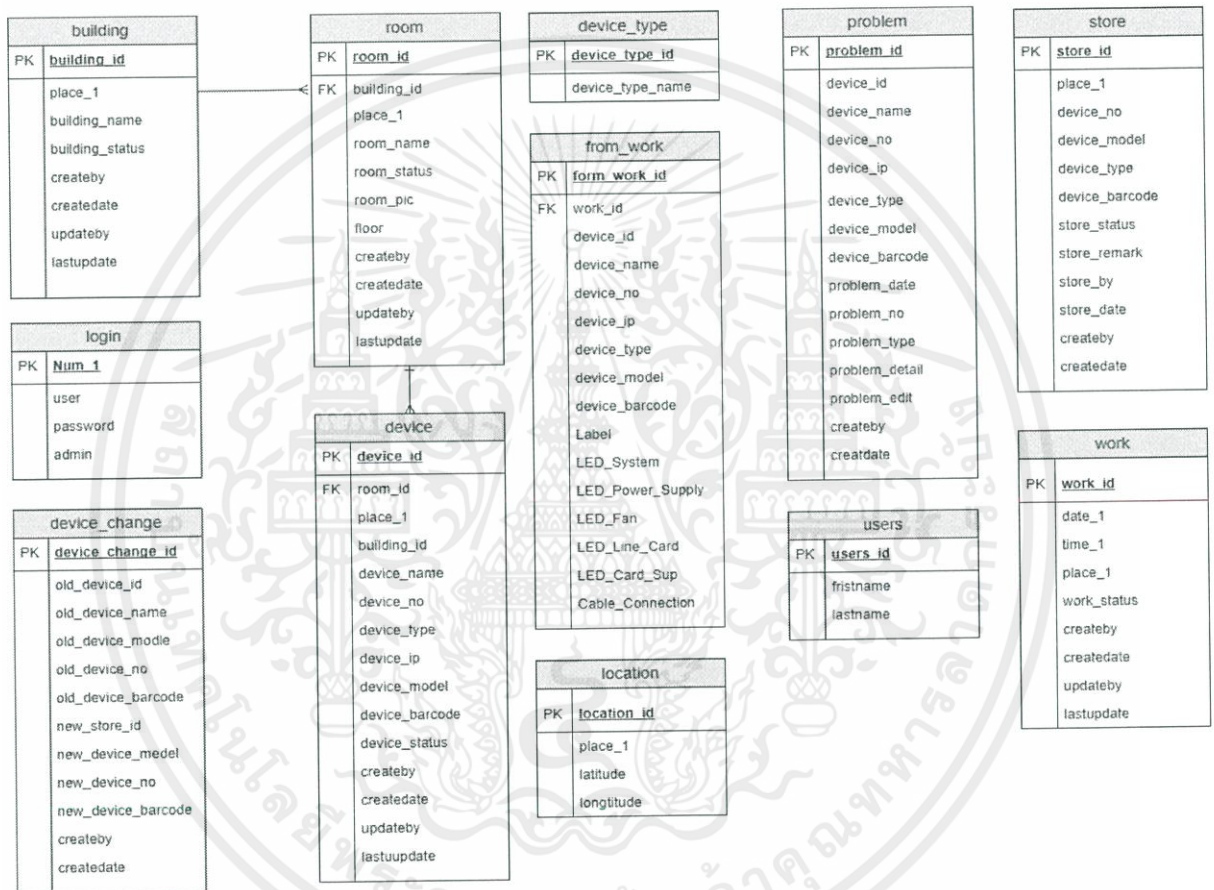 building
PK building_id
place_1
building_name
building_status
createby
createdate
updateby
lastupdate
login
PK Num_1
user
password
admin
device_change
PK device_change_id
old_device_id
old_device_name
old_device_modle
old_device_no
old_device_barcode
new_store_id
new_device_medel
new_device_no
new_device_barcode
createby
createdate
room
PK room_id
FK building_id
place_1
room_name
room_status
room_pic
floor
createby
createdate
updateby
lastupdate
device
PK device_id
FK room_id
place_1
building_id
device_name
device_no
device_type
device_ip
device_model
device_barcode
device_status
createby
createdate
updateby
lastuupdate
device_type
PK device_type_id
device_type_name
from_work
PK form_work_id
FK work_id
device_id
device_name
device_no
device_ip
device_type
device_model
device_barcode
Label
LED_System
LED_Power_Supply
LED_Fan
LED_Line_Card
LED_Card_Sup
Cable_Connection
location
PK location_id
place_1
latitude
longtitude
problem
PK problem_id
device_id
device_name
device_no
device_ip
device_type
device_model
device_barcode
problem_date
problem_no
problem_type
problem_detail
problem_edit
createby
creatdate
users
PK users_id
fristname
lastname
store
PK store_id
place_1
device_no
device_model
device_type
device_barcode
store_status
store_remark
store_by
store_date
createby
createdate
work
PK work_id
date_1
time_1
place_1
work_status
createby
createdate
updateby
lastupdate